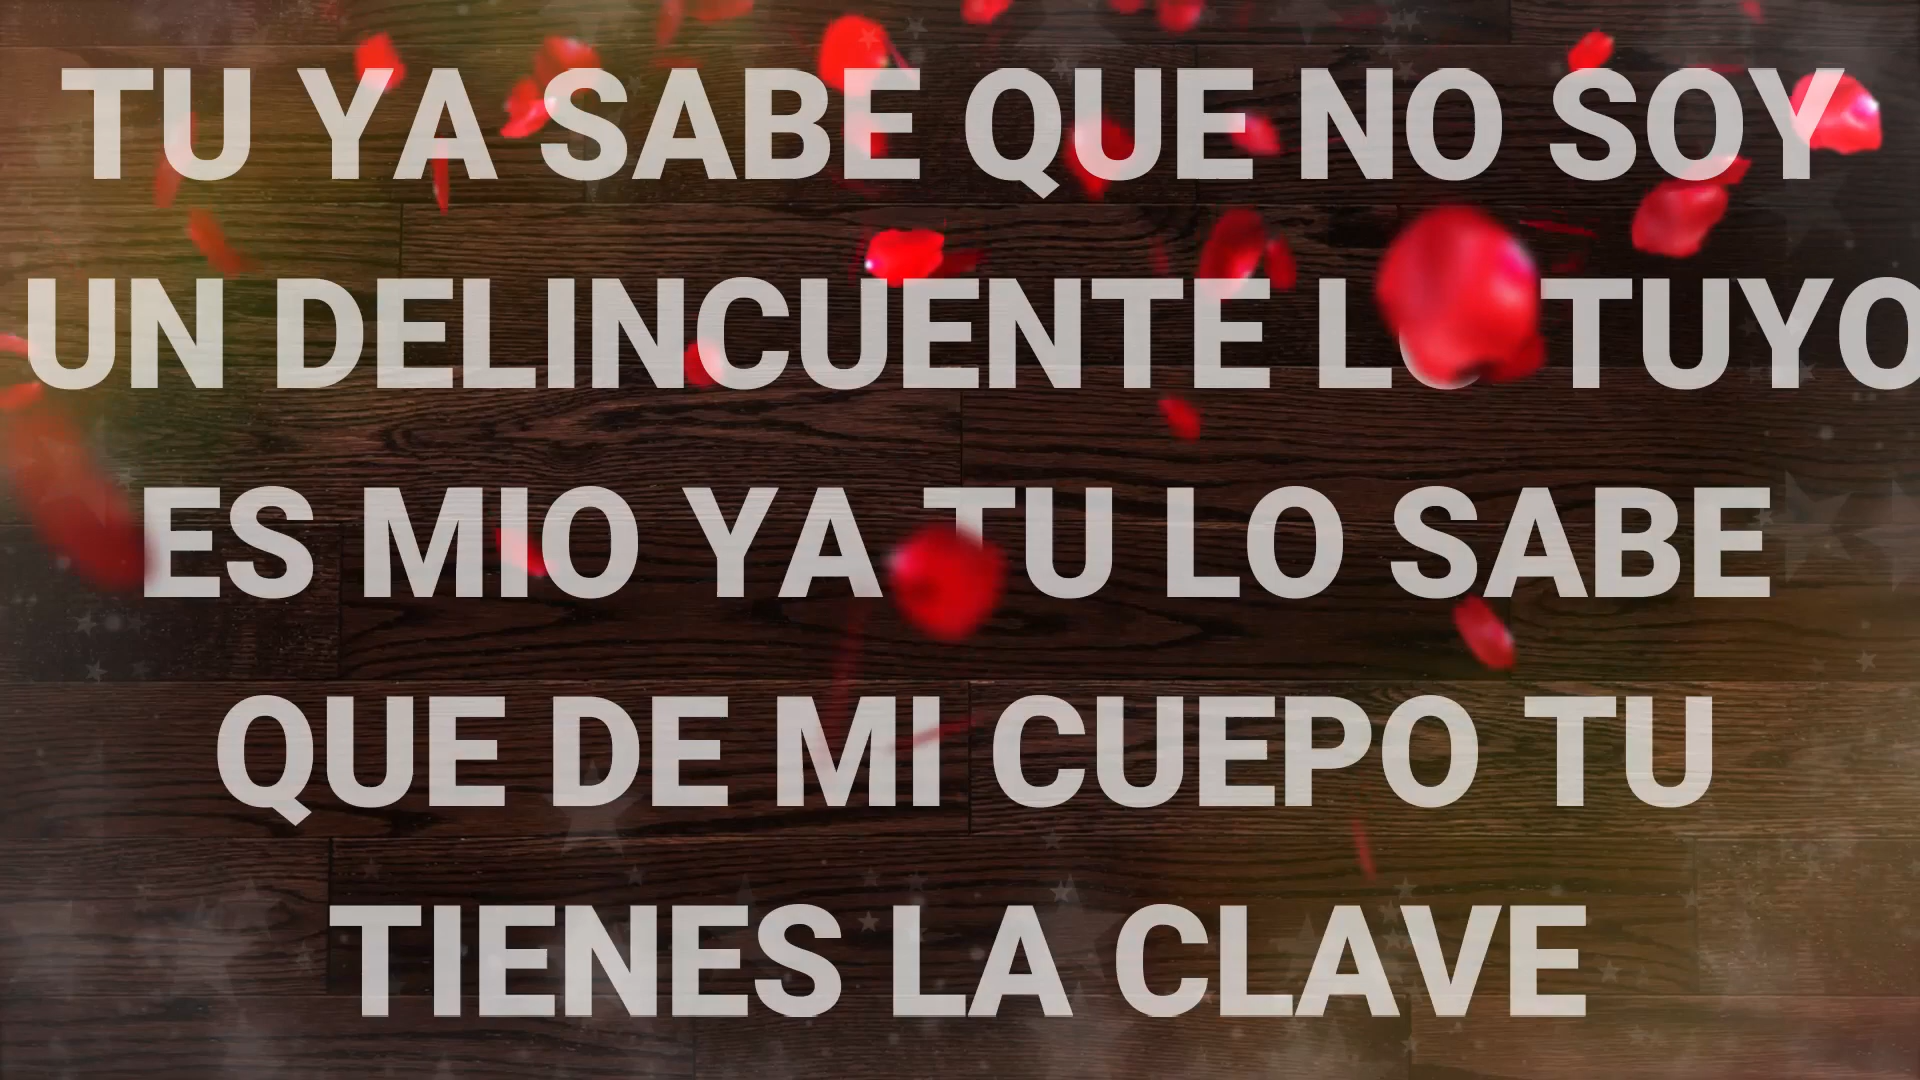 TU YA SABE QUE NO SOY
UN DELINCUENTE LO TUYO
ES MIO YA TU LO SABE
QUE DE MI CUEPO TU
TIENES LA CLAVE